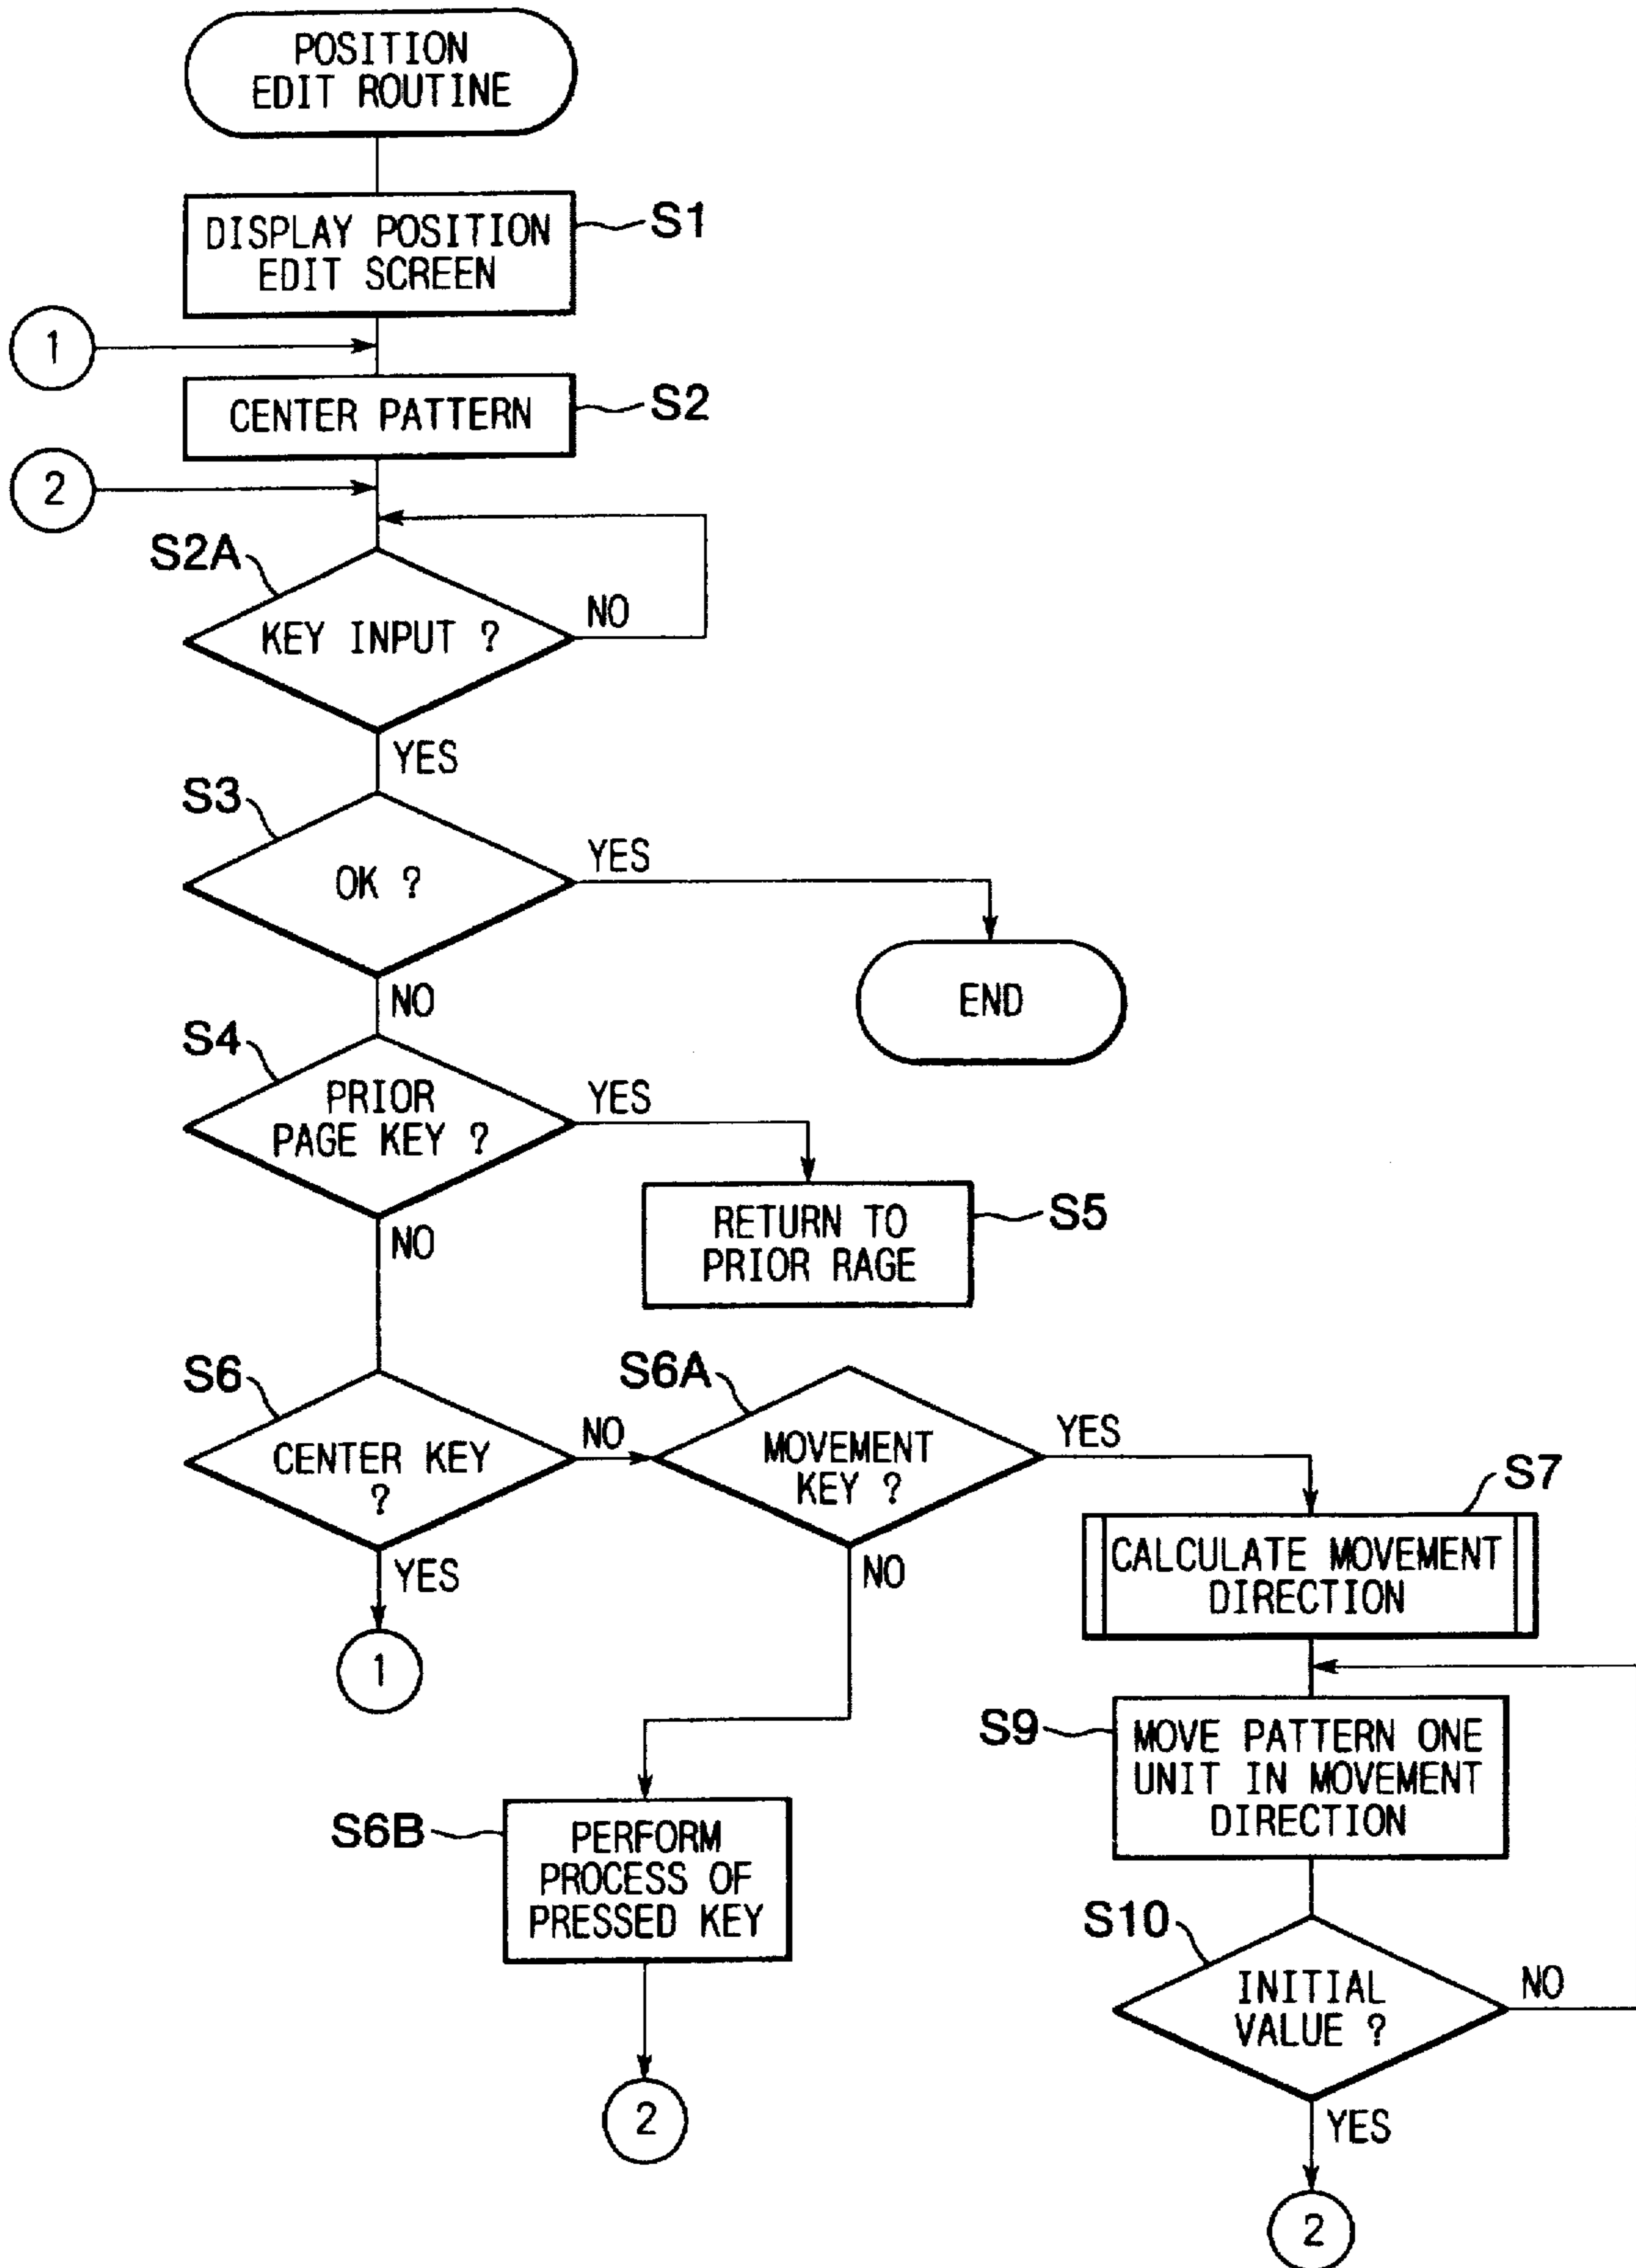 POSITION
EDIT ROUTINE
DISPLAY POSITION
EDIT SCREEN
S1
1
CENTER PATTERN
S2
2
S2A
KEY INPUT ?
NO
YES
S3
OK ?
YES
END
NO
S4
PRIOR
PAGE KEY ?
YES
RETURN TO
PRIOR RAGE
S5
NO
S6
CENTER KEY
?
NO
YES
1
S6A
MOVEMENT
KEY ?
YES
NO
S7
CALCULATE MOVEMENT
DIRECTION
S9
MOVE PATTERN ONE
UNIT IN MOVEMENT
DIRECTION
S6B
PERFORM
PROCESS OF
PRESSED KEY
2
S10
INITIAL
VALUE ?
NO
YES
2